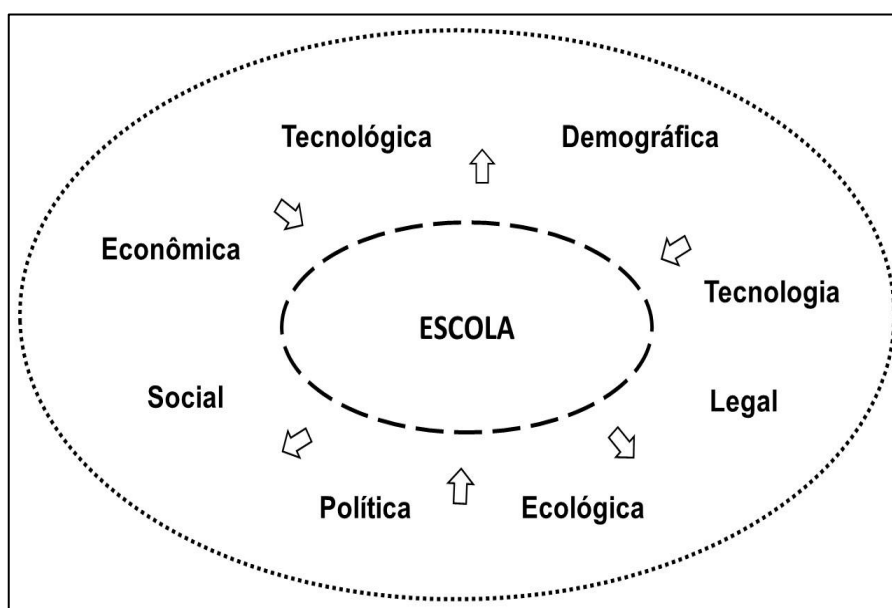 Tecnológica Demográfica
Econômica
Tecnologia
ESCOLA
Social
Legal
Política Ecológica